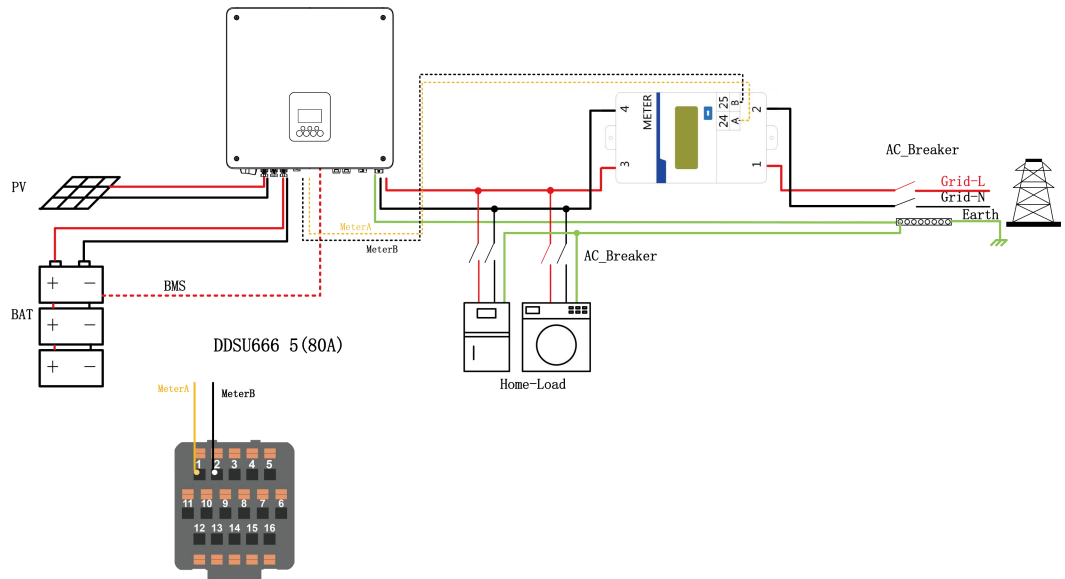 METER
4
3
24 25
A B
2
1
AC_Breaker
Grid-L
Grid-N
Earth
PV
MeterA
MeterB
AC_Breaker
BMS
+ −
BAT
+ −
+ −
DDSU666 5(80A)
Home-Load
MeterA
MeterB
1 2 3 4 5
11 10 9 8 7 6
12 13 14 15 16